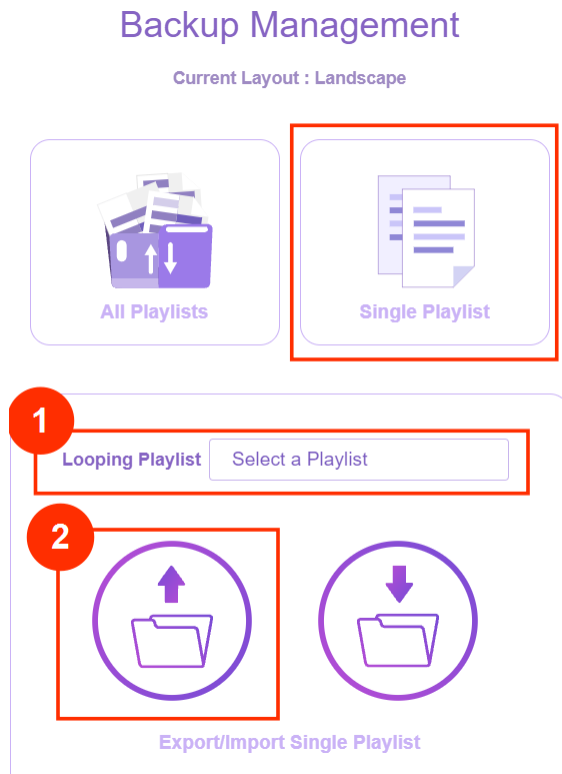 Backup Management
Current Layout : Landscape
All Playlists
Single Playlist
1
Looping Playlist
Select a Playlist
2
Export/Import Single Playlist